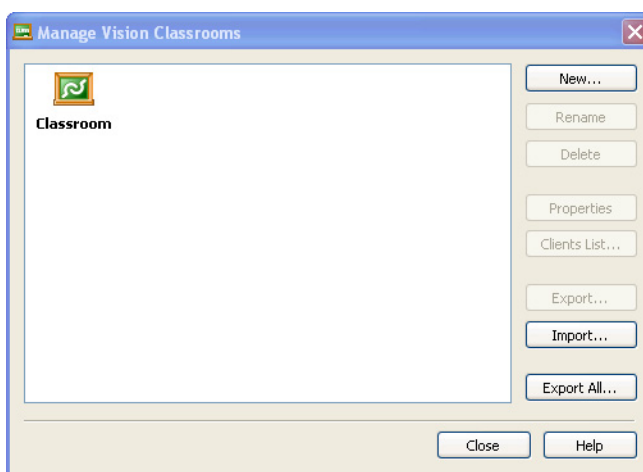 Manage Vision Classrooms
Classroom
New...
Rename
Delete
Properties
Clients List...
Export...
Import...
Export All...
Close
Help